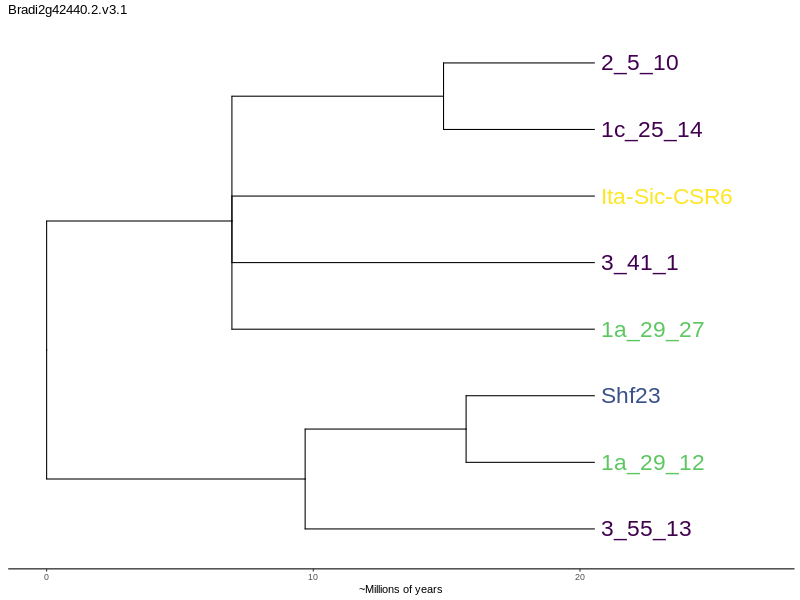 Bradi2g42440.2.v3.1
2_5_10
1c_25_14
Ita-Sic-CSR6
3_41_1
1a_29_27
Shf23
1a_29_12
3_55_13
0 10 20
~Millions of years